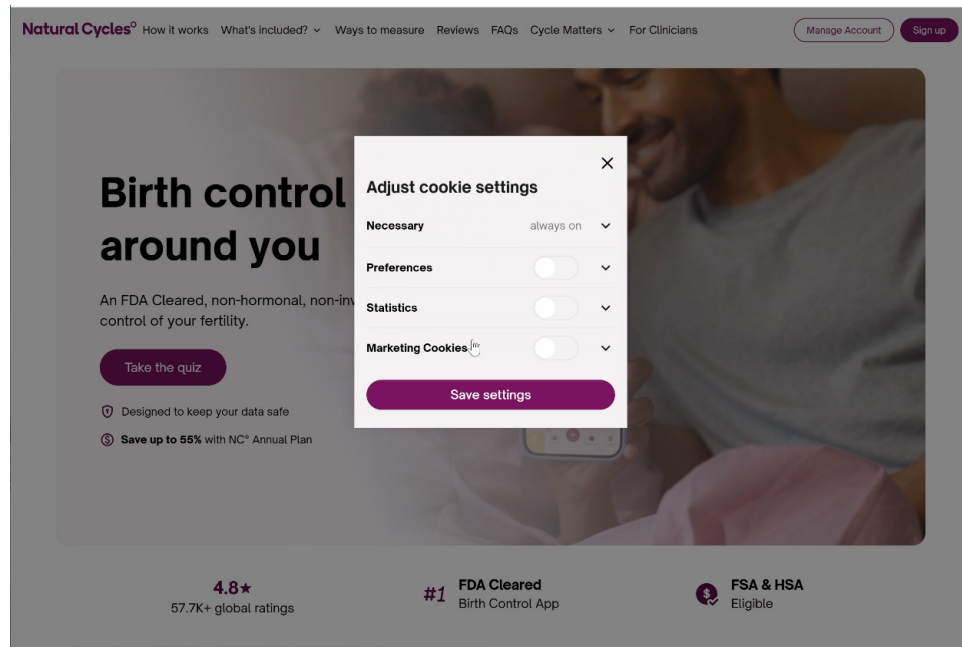 Natural Cycles° How it works What's included? Ways to measure Reviews FAQs Cycle Matters For Clinicians Manage Account Sign up
Birth control
around you
An FDA Cleared, non-hormonal, non-inv
control of your fertility.
Take the quiz
Designed to keep your data safe
Save up to 55% with NC° Annual Plan
Adjust cookie settings
Necessary always on
Preferences
Statistics
Marketing Cookies
Save settings
4.8★
57.7K+ global ratings
#1 FDA Cleared
Birth Control App
FSA & HSA
Eligible